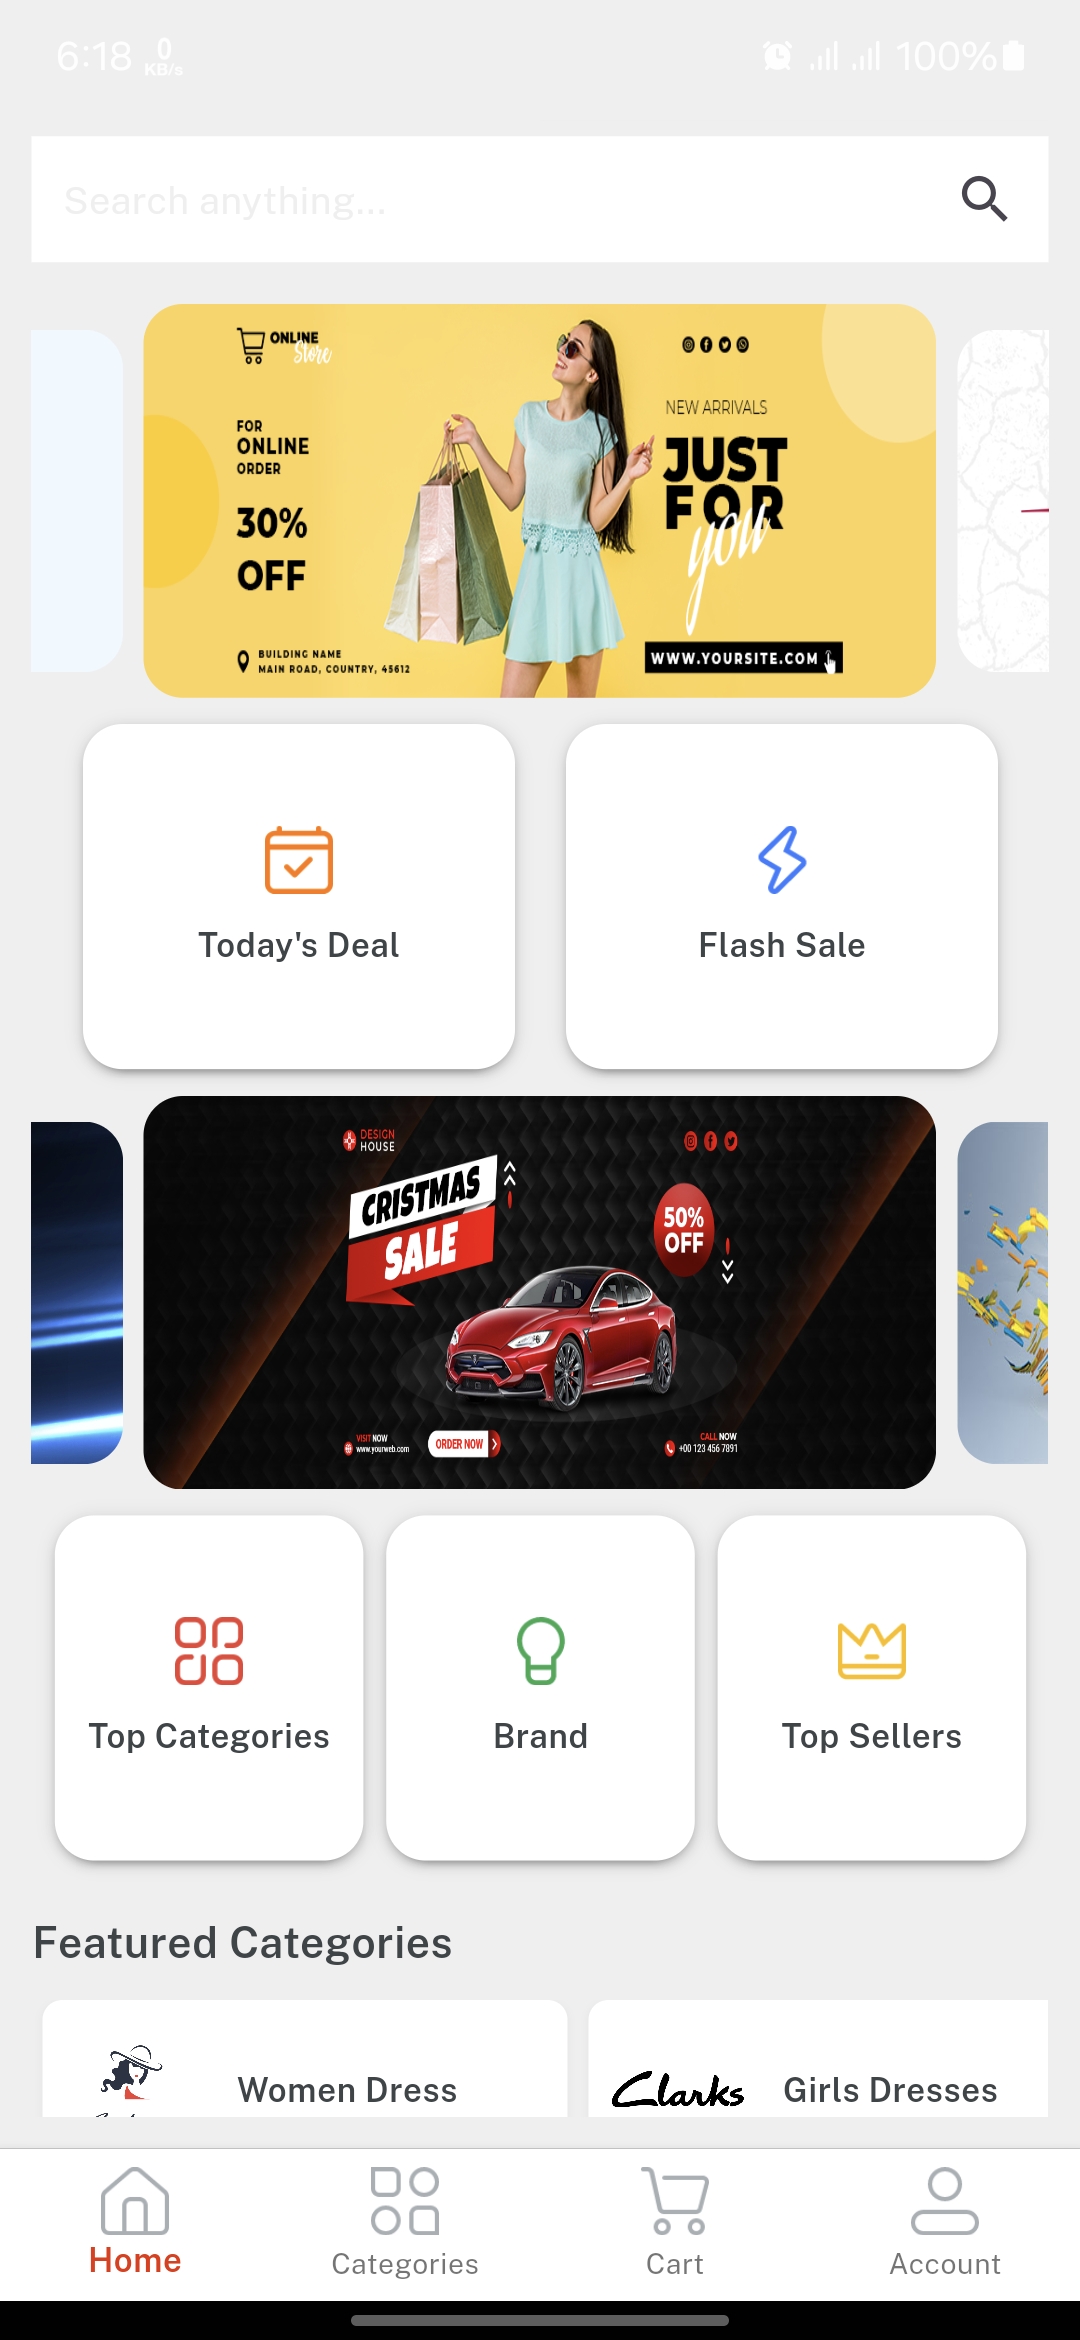 6:18
0
KB/s
100%
Search anything...
ONLINE
Store
FOR
ONLINE
ORDER
30%
OFF
BUILDING NAME
MAIN ROAD, COUNTRY, 45612
NEW ARRIVALS
JUST
FOR
you
WWW.YOURSITE.COM
Today's Deal
Flash Sale
DESIGN
HOUSE
CRISTMAS
SALE
50%
OFF
VISIT NOW
www.yourweb.com
ORDER NOW
CALL NOW
+00 123 456 7891
Top Categories
Brand
Top Sellers
Featured Categories
Women Dress
Clarks
Girls Dresses
Home
Categories
Cart
Account